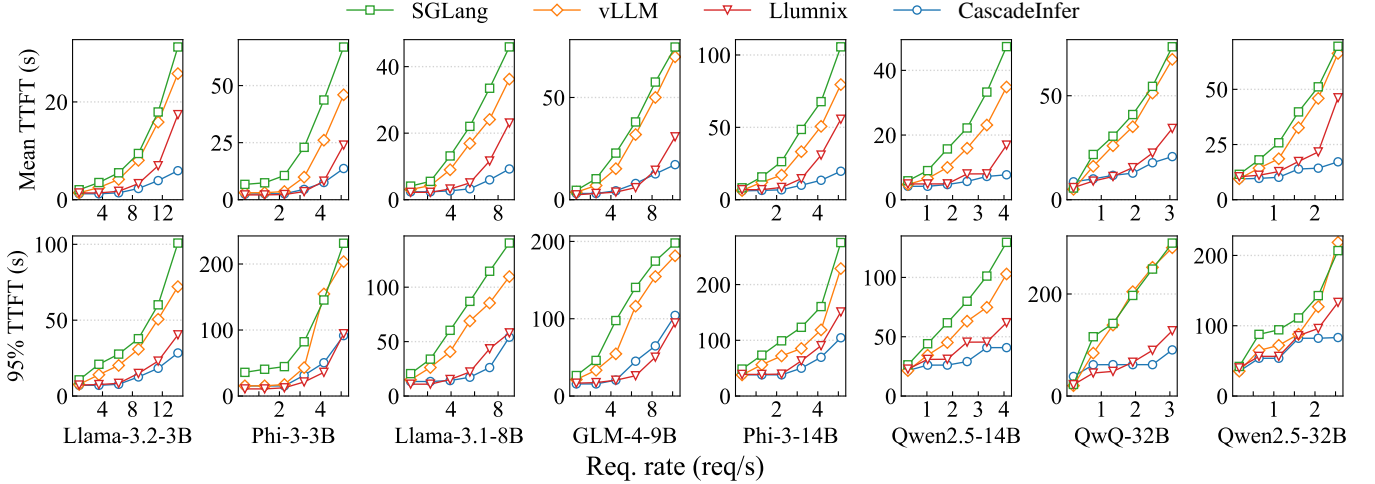 SGLang vLLM Llumnix CascadeInfer
Mean TTFT (s)
0 20
4 8 12
0 25 50
2 4
0 20 40
4 8
0 50
4 8
0 50 100
2 4
0 20 40
1 2 3 4
0 50
1 2 3
0 25 50
1 2
95% TTFT (s)
0 50 100
4 8 12
0 100 200
2 4
0 50 100
4 8
0 100 200
4 8
0 100 200
2 4
0 50 100
1 2 3 4
0 200
1 2 3
0 100 200
1 2
Llama-3.2-3B Phi-3-3B Llama-3.1-8B GLM-4-9B Phi-3-14B Qwen2.5-14B QwQ-32B Qwen2.5-32B
Req. rate (req/s)